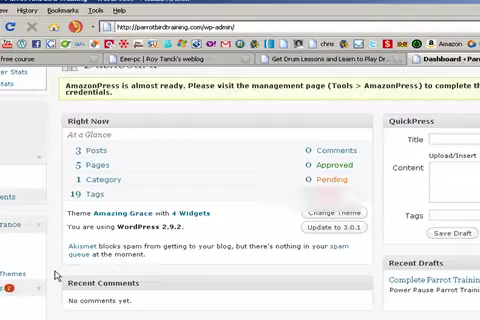 View History Bookmarks Tools Help
http://parrotbirdtraining.com/wp-admin/
chris Amazon
free course Eee-pc | Roy Tanck's weblog Get Drum Lessons and Learn to Play Dr... Dashboard ‹ Par
Dashboard
ter Stats
tats
AmazonPress is almost ready. Please visit the management page (Tools > AmazonPress) to complete th
credentials.
Right Now
QuickPress
At a Glance
Title
3 Posts 0 Comments
Upload/Insert
5 Pages 0 Approved
Content
1 Category 0 Pending
19 Tags
ents
Theme Amazing Grace with 4 Widgets Change Theme
Tags
rance
You are using WordPress 2.9.2. Update to 3.0.1
Save Draft
Akismet blocks spam from getting to your blog, but there's nothing in your spam
queue at the moment.
Recent Drafts
Themes
Complete Parrot Trainin
Recent Comments
Power Pause Parrot Training
2
No comments yet.